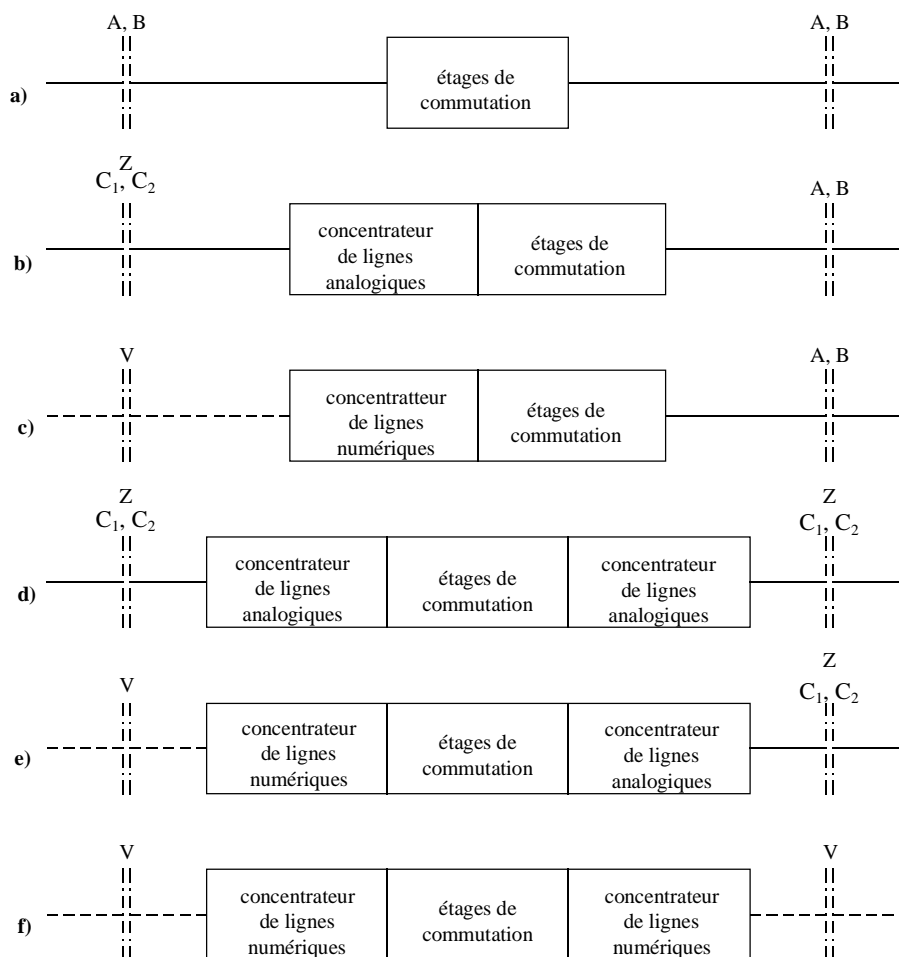 A, B
A, B
étages de
commutation
a)
Z
C₁, C₂
A, B
concentrateur
de lignes
analogiques
étages de
commutation
b)
V
A, B
concentratteur
de lignes
numériques
étages de
commutation
c)
Z
C₁, C₂
Z
C₁, C₂
concentrateur
de lignes
analogiques
étages de
commutation
concentrateur
de lignes
analogiques
d)
V
Z
C₁, C₂
concentrateur
de lignes
numériques
étages de
commutation
concentrateur
de lignes
analogiques
e)
V
V
concentrateur
de lignes
numériques
étages de
commutation
concentrateur
de lignes
numériques
f)